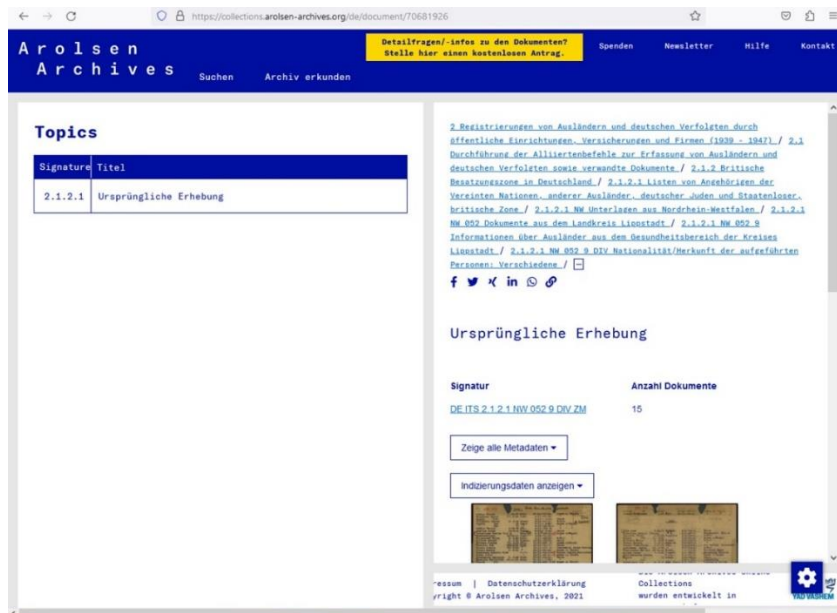 https://collections.arolsen-archives.org/de/document/70681926
Arolsen
Archives
Suchen
Archiv erkunden
Detailfragen/-infos zu den Dokumenten?
Stelle hier einen kostenlosen Antrag.
Spenden
Newsletter
Hilfe
Kontakt
Topics
Signature Titel
2.1.2.1 Ursprüngliche Erhebung
2 Registrierungen von Ausländern und deutschen Verfolgten durch
öffentliche Einrichtungen, Versicherungen und Firmen (1939 - 1947) / 2.1
Durchführung der Alliiertenbefehle zur Erfassung von Ausländern und
deutschen Verfolgten sowie verwandte Dokumente / 2.1.2 Britische
Besatzungszone in Deutschland / 2.1.2.1 Listen von Angehörigen der
Vereinten Nationen, anderer Ausländer, deutscher Juden und Staatenloser,
britische Zone / 2.1.2.1 NW Unterlagen aus Nordrhein-Westfalen / 2.1.2.1
NW 052 Dokumente aus dem Landkreis Lippstadt / 2.1.2.1 NW 052 9
Informationen über Ausländer aus dem Gesundheitsbereich der Kreises
Lippstadt / 2.1.2.1 NW 052 9 DIV Nationalität/Herkunft der aufgeführten
Personen: Verschiedene /
Ursprüngliche Erhebung
Signatur
Anzahl Dokumente
DE ITS 2.1.2.1 NW 052 9 DIV ZM
15
Zeige alle Metadaten
Indizierungsdaten anzeigen
ressum | Datenschutzerklärung
yright © Arolsen Archives, 2021
Collections
wurden entwickelt in
YAD VASHEM